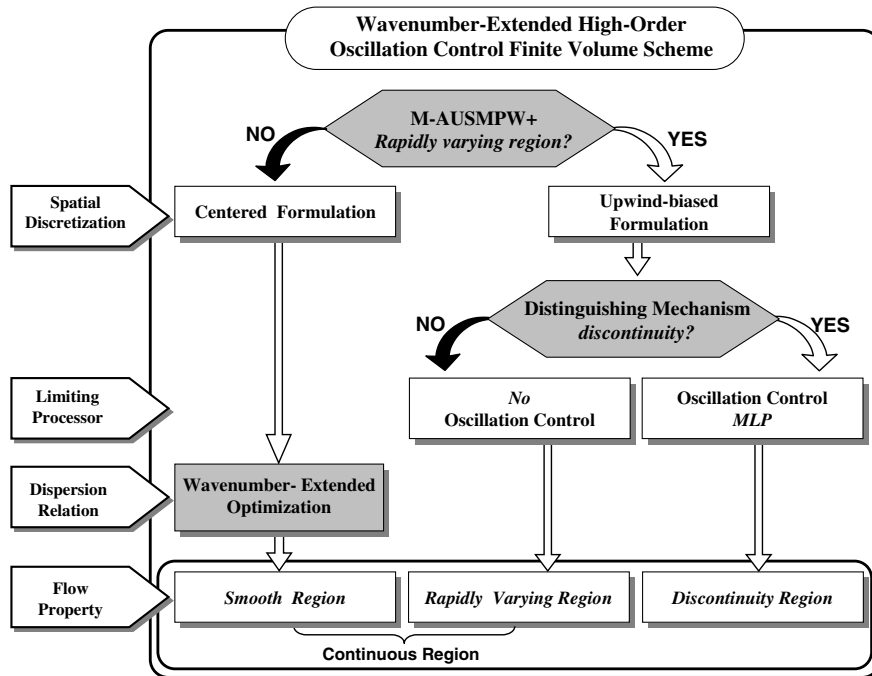 Wavenumber-Extended High-Order
Oscillation Control Finite Volume Scheme
M-AUSMPW+
Rapidly varying region?
NO
YES
Spatial
Discretization
Centered Formulation
Upwind-biased
Formulation
Distinguishing Mechanism
discontinuity?
NO
YES
Limiting
Processor
No
Oscillation Control
Oscillation Control
MLP
Dispersion
Relation
Wavenumber- Extended
Optimization
Flow
Property
Smooth Region
Rapidly Varying Region
Discontinuity Region
Continuous Region